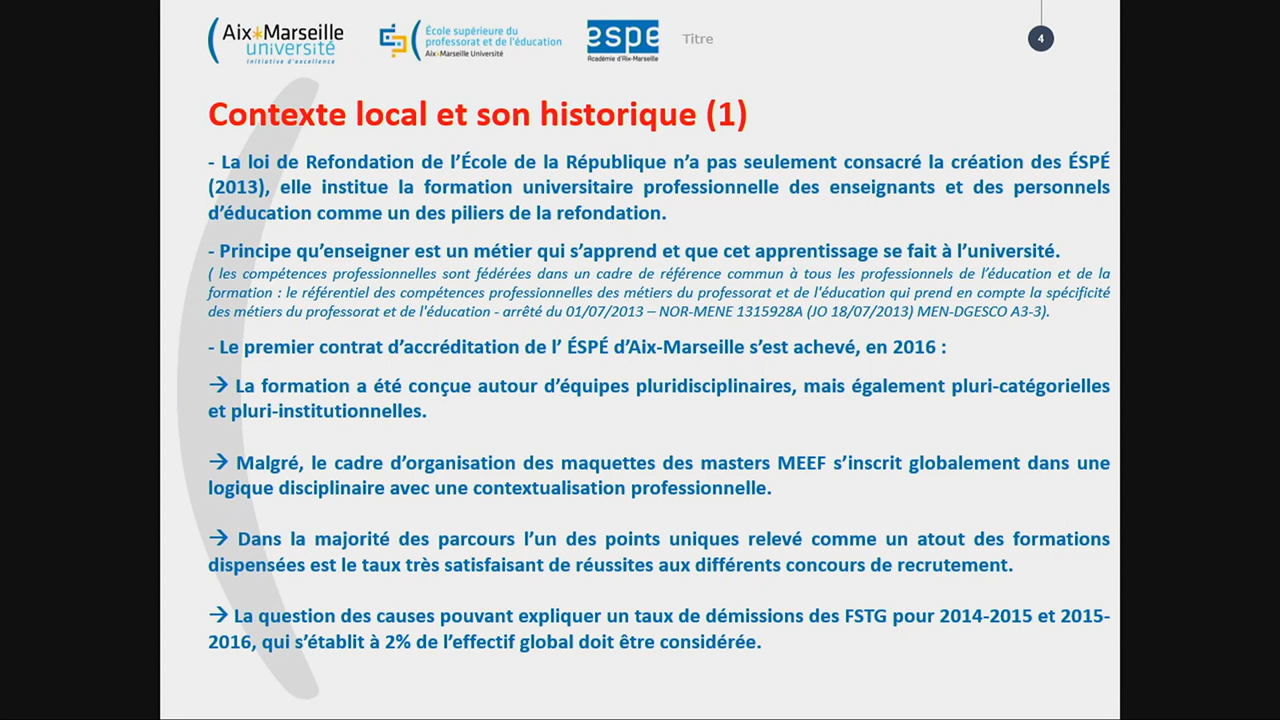 Aix*Marseille
université
Initiative d'excellence
École supérieure du
professorat et de l'éducation
Aix*Marseille Université
espe
Académie d'Aix-Marseille
Titre
4
Contexte local et son historique (1)
- La loi de Refondation de l’École de la République n’a pas seulement consacré la création des ÉSPÉ
(2013), elle institue la formation universitaire professionnelle des enseignants et des personnels
d’éducation comme un des piliers de la refondation.
- Principe qu’enseigner est un métier qui s’apprend et que cet apprentissage se fait à l’université.
( les compétences professionnelles sont fédérées dans un cadre de référence commun à tous les professionnels de l’éducation et de la
formation : le référentiel des compétences professionnelles des métiers du professorat et de l'éducation qui prend en compte la spécificité
des métiers du professorat et de l'éducation - arrêté du 01/07/2013 – NOR-MENE 1315928A (JO 18/07/2013) MEN-DGESCO A3-3).
- Le premier contrat d’accréditation de l’ ÉSPÉ d’Aix-Marseille s’est achevé, en 2016 :
→ La formation a été conçue autour d’équipes pluridisciplinaires, mais également pluri-catégorielles
et pluri-institutionnelles.
→ Malgré, le cadre d’organisation des maquettes des masters MEEF s’inscrit globalement dans une
logique disciplinaire avec une contextualisation professionnelle.
→ Dans la majorité des parcours l’un des points uniques relevé comme un atout des formations
dispensées est le taux très satisfaisant de réussites aux différents concours de recrutement.
→ La question des causes pouvant expliquer un taux de démissions des FSTG pour 2014-2015 et 2015-
2016, qui s’établit à 2% de l’effectif global doit être considérée.